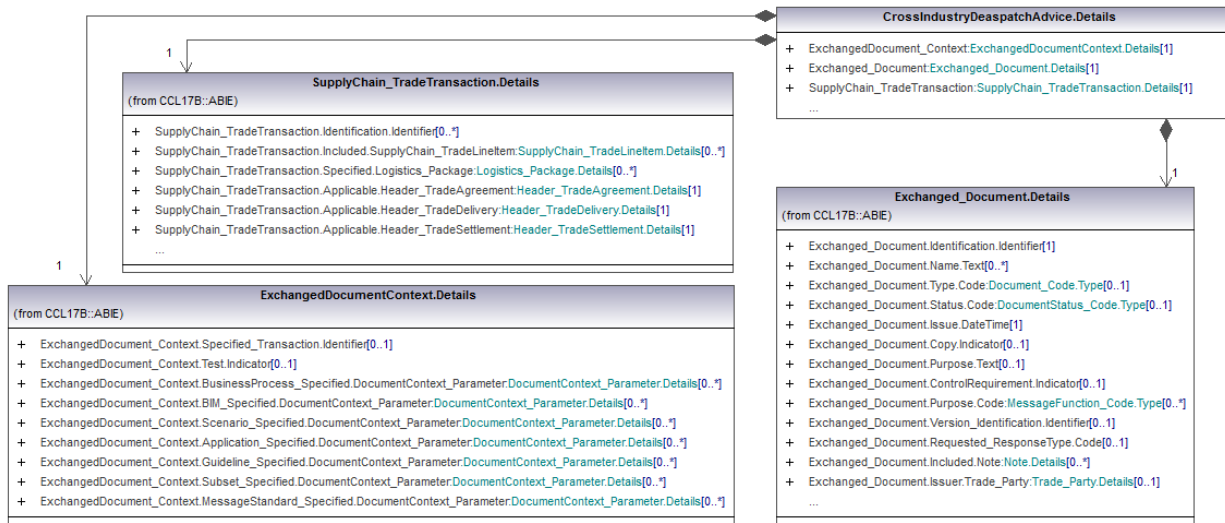 CrossIndustryDeaspatchAdvice.Details
+ ExchangedDocument_Context:ExchangedDocumentContext.Details[1]
+ Exchanged_Document:Exchanged_Document.Details[1]
+ SupplyChain_TradeTransaction:SupplyChain_TradeTransaction.Details[1]
...
1
SupplyChain_TradeTransaction.Details
(from CCL17B::ABIE)
+ SupplyChain_TradeTransaction.Identification.Identifier[0..*]
+ SupplyChain_TradeTransaction.Included.SupplyChain_TradeLineItem:SupplyChain_TradeLineItem.Details[0..*]
+ SupplyChain_TradeTransaction.Specified.Logistics_Package:Logistics_Package.Details[0..*]
+ SupplyChain_TradeTransaction.Applicable.Header_TradeAgreement:Header_TradeAgreement.Details[1]
+ SupplyChain_TradeTransaction.Applicable.Header_TradeDelivery:Header_TradeDelivery.Details[1]
+ SupplyChain_TradeTransaction.Applicable.Header_TradeSettlement:Header_TradeSettlement.Details[1]
...
1
ExchangedDocumentContext.Details
(from CCL17B::ABIE)
+ ExchangedDocument_Context.Specified_Transaction.Identifier[0..1]
+ ExchangedDocument_Context.Test.Indicator[0..1]
+ ExchangedDocument_Context.BusinessProcess_Specified.DocumentContext_Parameter:DocumentContext_Parameter.Details[0..*]
+ ExchangedDocument_Context.BIM_Specified.DocumentContext_Parameter:DocumentContext_Parameter.Details[0..*]
+ ExchangedDocument_Context.Scenario_Specified.DocumentContext_Parameter:DocumentContext_Parameter.Details[0..*]
+ ExchangedDocument_Context.Application_Specified.DocumentContext_Parameter:DocumentContext_Parameter.Details[0..*]
+ ExchangedDocument_Context.Guideline_Specified.DocumentContext_Parameter:DocumentContext_Parameter.Details[0..*]
+ ExchangedDocument_Context.Subset_Specified.DocumentContext_Parameter:DocumentContext_Parameter.Details[0..*]
+ ExchangedDocument_Context.MessageStandard_Specified.DocumentContext_Parameter:DocumentContext_Parameter.Details[0..*]
1
Exchanged_Document.Details
(from CCL17B::ABIE)
+ Exchanged_Document.Identification.Identifier[1]
+ Exchanged_Document.Name.Text[0..*]
+ Exchanged_Document.Type.Code:Document_Code.Type[0..1]
+ Exchanged_Document.Status.Code:DocumentStatus_Code.Type[0..1]
+ Exchanged_Document.Issue.DateTime[1]
+ Exchanged_Document.Copy.Indicator[0..1]
+ Exchanged_Document.Purpose.Text[0..1]
+ Exchanged_Document.ControlRequirement.Indicator[0..1]
+ Exchanged_Document.Purpose.Code:MessageFunction_Code.Type[0..*]
+ Exchanged_Document.Version_Identification.Identifier[0..1]
+ Exchanged_Document.Requested_ResponseType.Code[0..1]
+ Exchanged_Document.Included.Note:Note.Details[0..*]
+ Exchanged_Document.Issuer.Trade_Party:Trade_Party.Details[0..1]
...